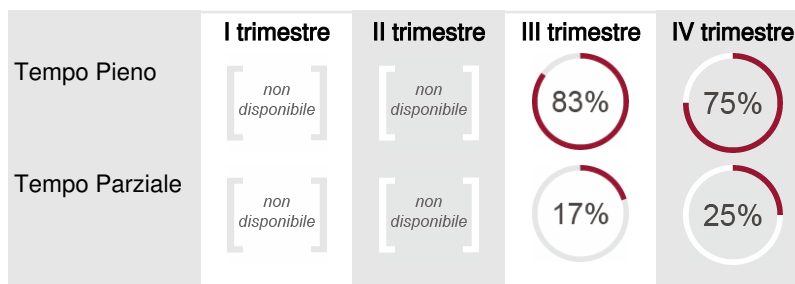 I trimestre II trimestre III trimestre IV trimestre
Tempo Pieno
non disponibile
non disponibile
83%
75%
Tempo Parziale
non disponibile
non disponibile
17%
25%